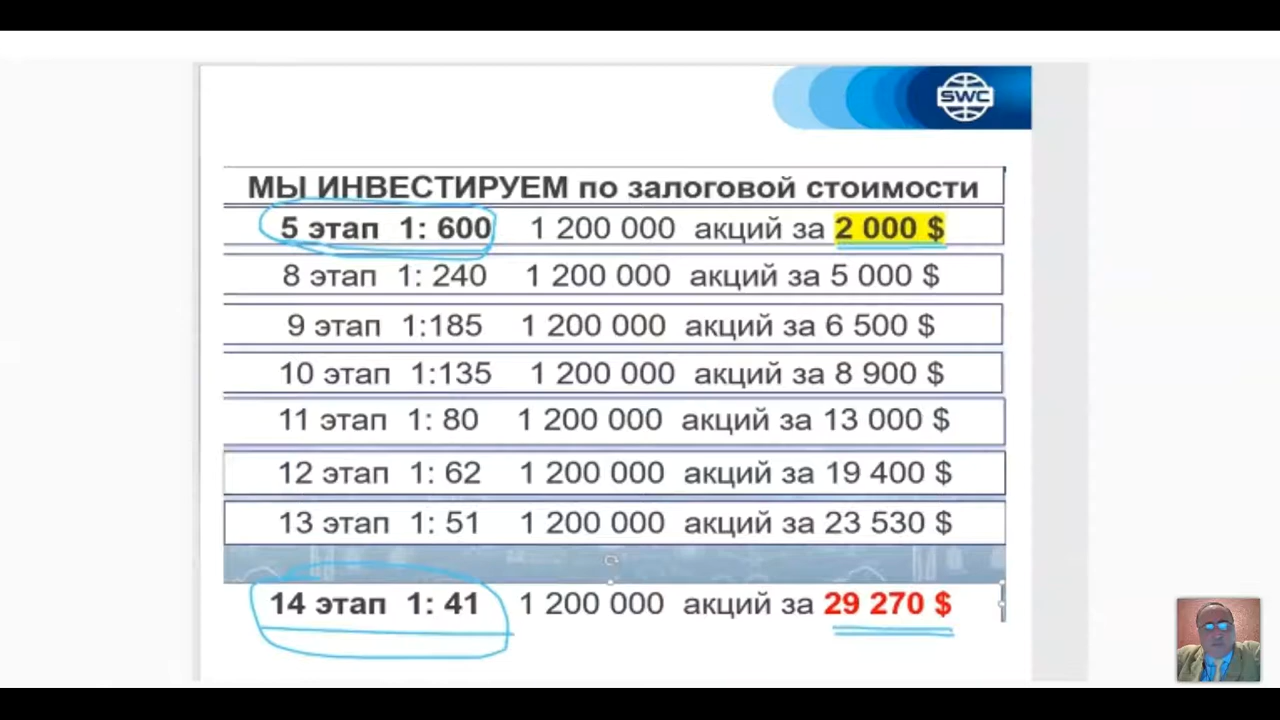 SWC
МЫ ИНВЕСТИРУЕМ по залоговой стоимости
5 этап 1: 600 1 200 000 акций за 2 000 $
8 этап 1: 240 1 200 000 акций за 5 000 $
9 этап 1:185 1 200 000 акций за 6 500 $
10 этап 1:135 1 200 000 акций за 8 900 $
11 этап 1: 80 1 200 000 акций за 13 000 $
12 этап 1: 62 1 200 000 акций за 19 400 $
13 этап 1: 51 1 200 000 акций за 23 530 $
14 этап 1: 41 1 200 000 акций за 29 270 $